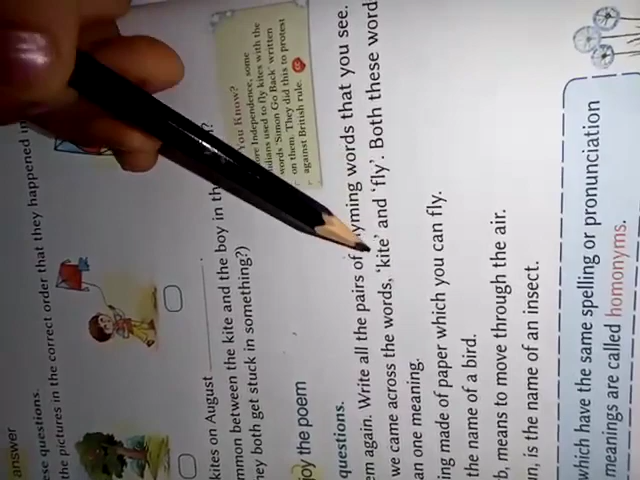 answer
ese questions.
the pictures in the correct order that they happened in
kites on August ________.
mmon between the kite and the boy in th
hey both get stuck in something?)
You Know?
ore Independence, some
dians used to fly kites with the
words 'Simon Go Back' written
on them. They did this to protest
against British rule.
joy the poem
questions.
em again. Write all the pairs of yming words that you see.
we came across the words, 'kite' and 'fly'. Both these word
an one meaning.
ing made of paper which you can fly.
the name of a bird.
b, means to move through the air.
un, is the name of an insect.
which have the same spelling or pronunciation
meanings are called homonyms.